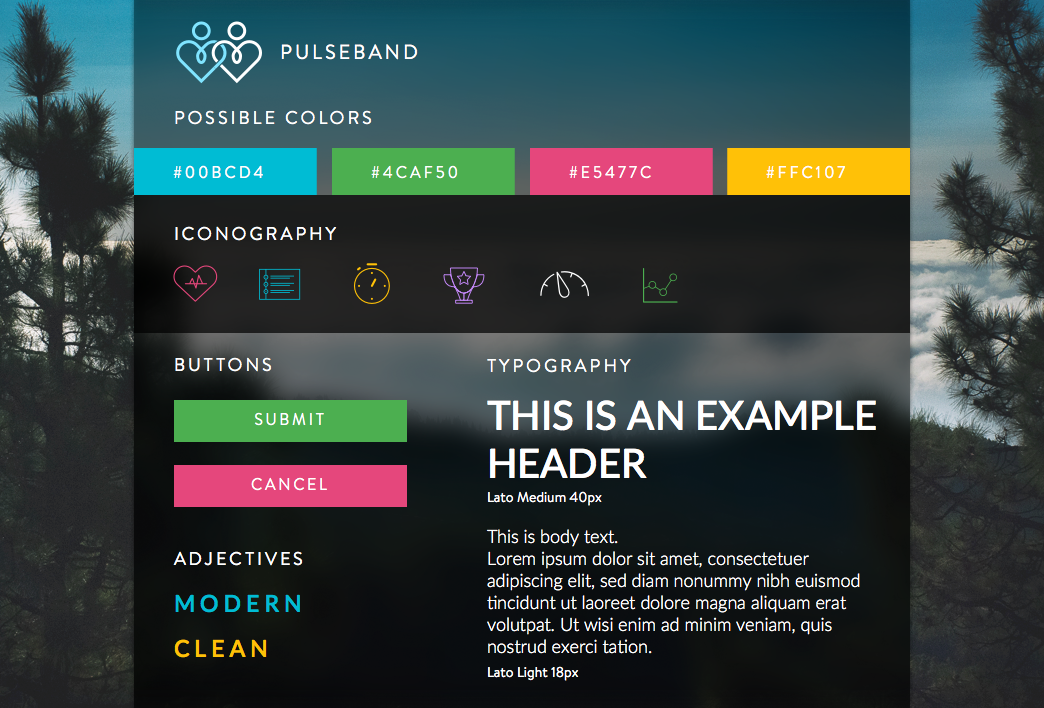 PULSEBAND
POSSIBLE COLORS
#00BCD4 #4CAF50 #E5477C #FFC107
ICONOGRAPHY
BUTTONS
SUBMIT
CANCEL
ADJECTIVES
MODERN
CLEAN
TYPOGRAPHY
THIS IS AN EXAMPLE
HEADER
Lato Medium 40px
This is body text.
Lorem ipsum dolor sit amet, consectetuer
adipiscing elit, sed diam nonummy nibh euismod
tincidunt ut laoreet dolore magna aliquam erat
volutpat. Ut wisi enim ad minim veniam, quis
nostrud exerci tation.
Lato Light 18px